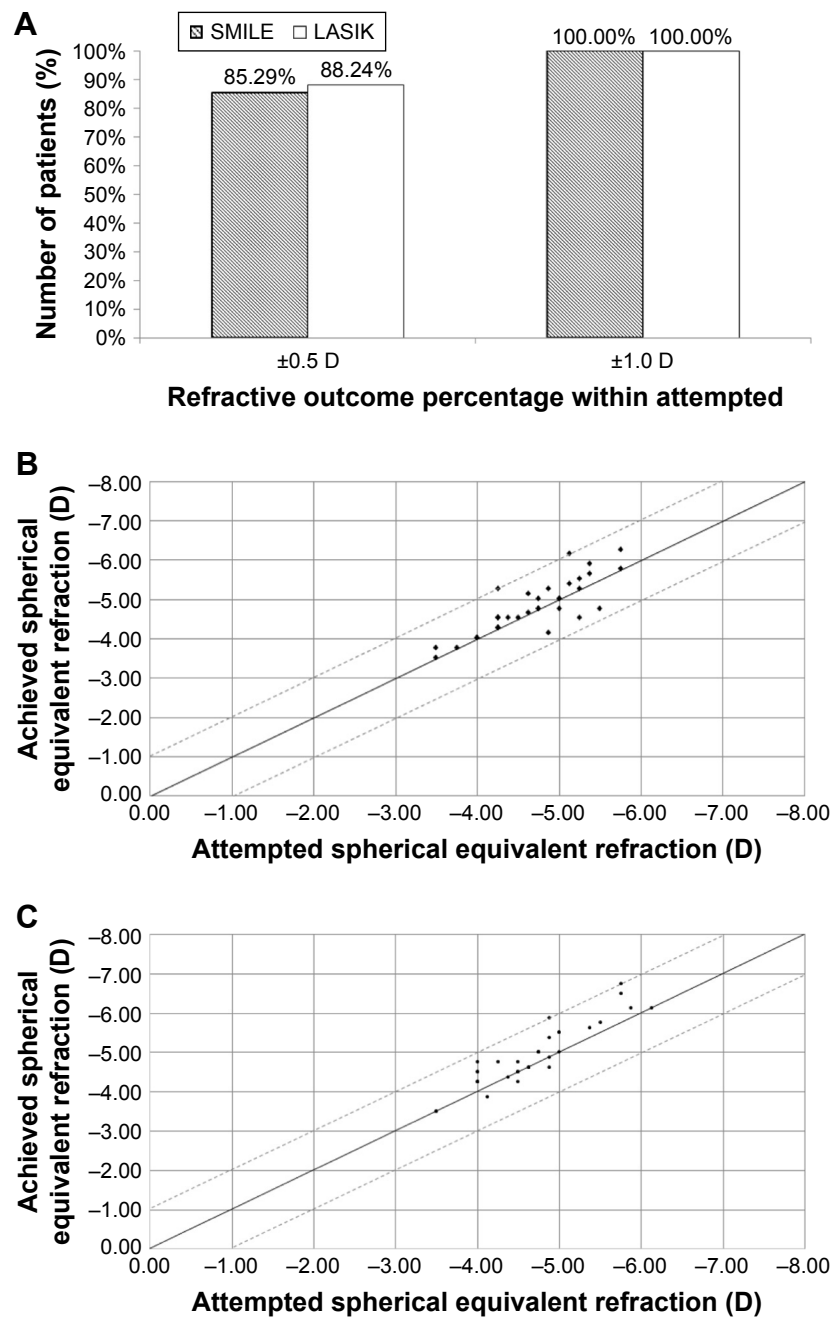 A
SMILE LASIK
100%
90%
80%
70%
60%
50%
40%
30%
20%
10%
0%
Number of patients (%)
85.29%
88.24%
100.00%
100.00%
±0.5 D
±1.0 D
Refractive outcome percentage within attempted
B
–8.00
–7.00
–6.00
–5.00
–4.00
–3.00
–2.00
–1.00
0.00
Achieved spherical
equivalent refraction (D)
0.00 –1.00 –2.00 –3.00 –4.00 –5.00 –6.00 –7.00 –8.00
Attempted spherical equivalent refraction (D)
C
–8.00
–7.00
–6.00
–5.00
–4.00
–3.00
–2.00
–1.00
0.00
Achieved spherical
equivalent refraction (D)
0.00 –1.00 –2.00 –3.00 –4.00 –5.00 –6.00 –7.00 –8.00
Attempted spherical equivalent refraction (D)